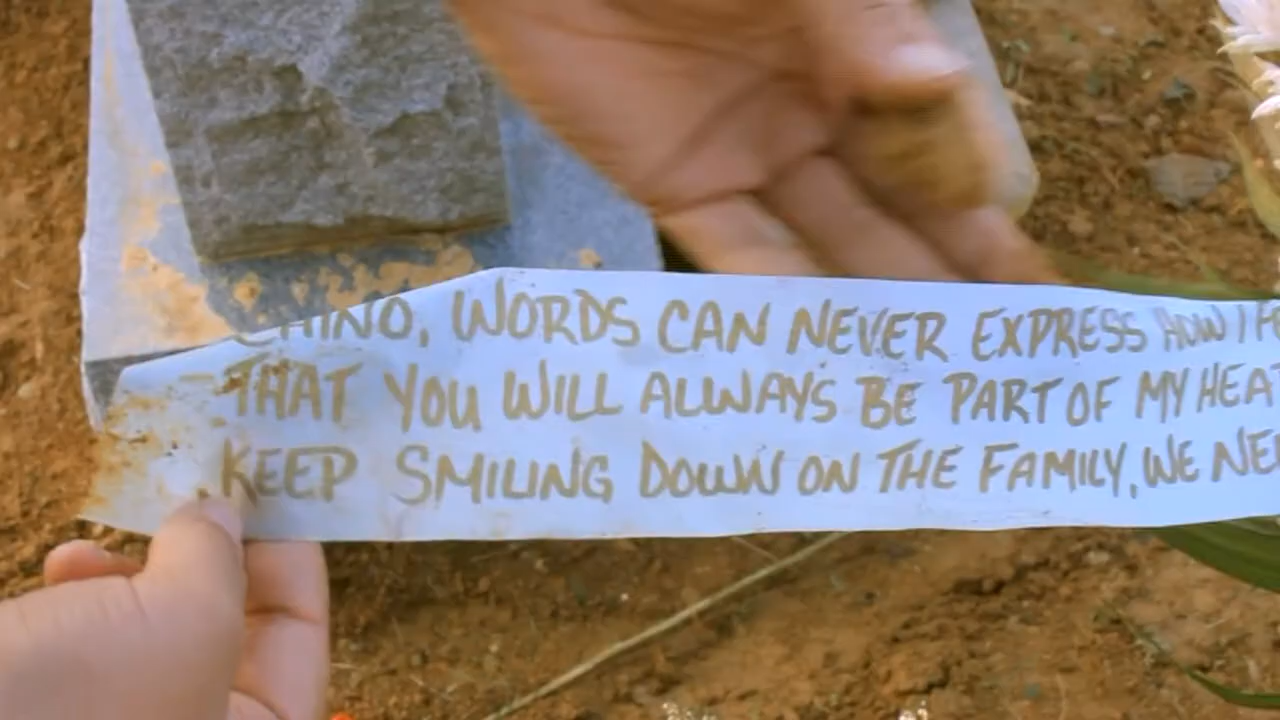 CHINO, WORDS CAN NEVER EXPRESS HOW I
THAT YOU WILL ALWAYS BE PART OF MY
KEEP SMILING DOWN ON THE FAMILY, WE